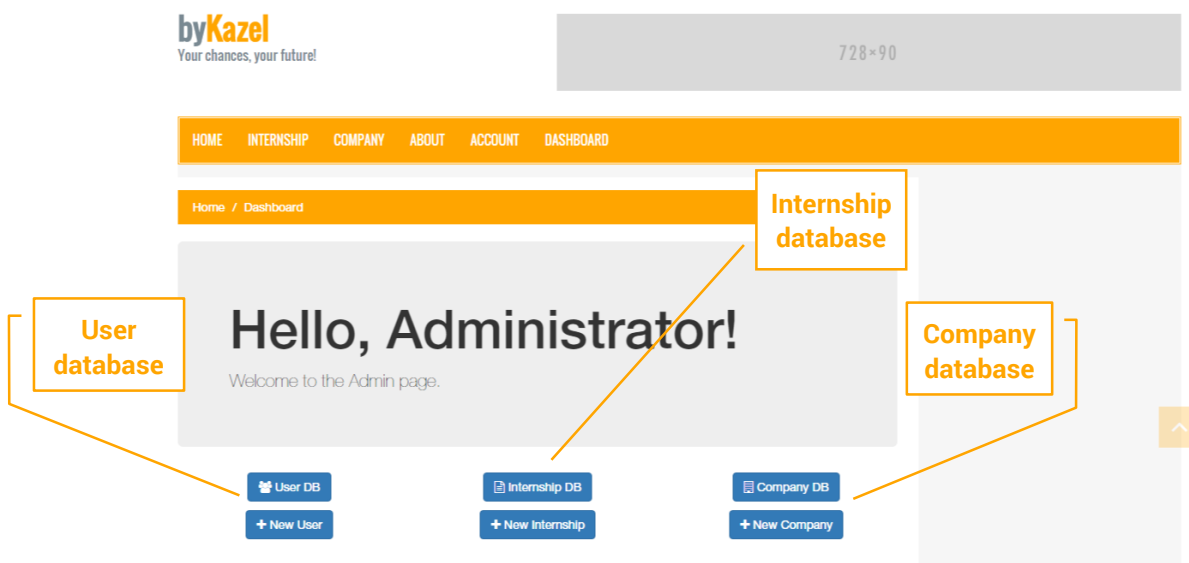 byKazel
Your chances, your future!
728×90
HOME INTERNSHIP COMPANY ABOUT ACCOUNT DASHBOARD
Home / Dashboard
Internship
database
User
database
Hello, Administrator!
Welcome to the Admin page.
Company
database
User DB
Internship DB
Company DB
+ New User
+ New Internship
+ New Company